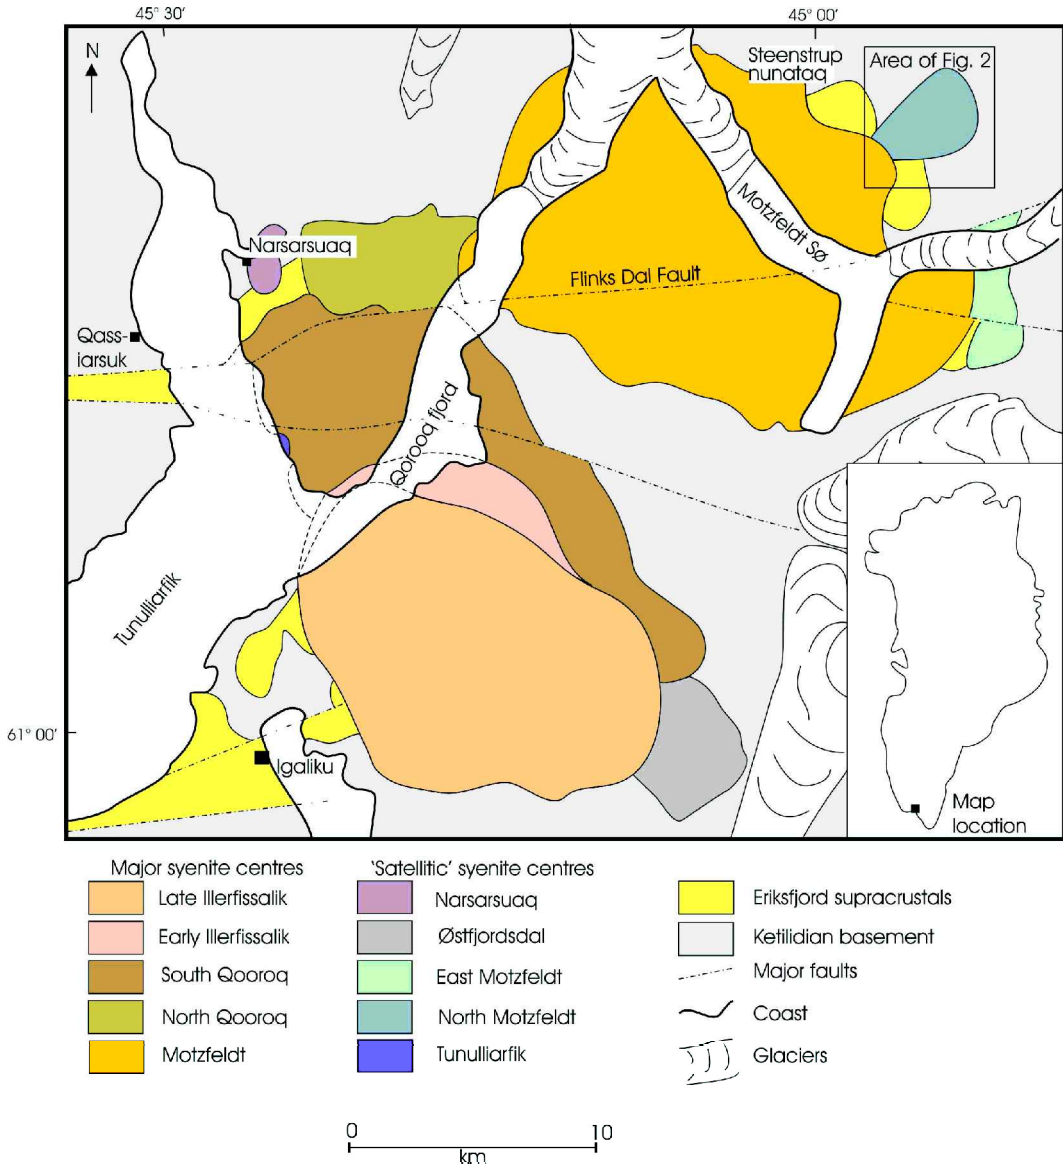 45° 30'
45° 00'
N
Steenstrup
nunataq
Area of Fig. 2
Motzfeldt Sø
Narsarsuaq
Flinks Dal Fault
Qass-
iarsuk
Qorooq fjord
Tunulliarfik
61° 00'
Igaliku
Map
location
Major syenite centres
Late Illerfissalik
Early Illerfissalik
South Qooroq
North Qooroq
Motzfeldt
'Satellitic' syenite centres
Narsarsuaq
Østfjordsdal
East Motzfeldt
North Motzfeldt
Tunulliarfik
Eriksfjord supracrustals
Ketilidian basement
Major faults
Coast
Glaciers
0 10
km